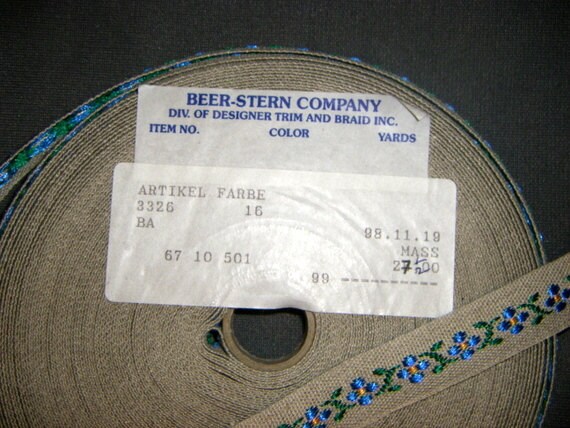 BEER-STERN COMPANY
DIV. OF DESIGNER TRIM AND BRAID INC.
ITEM NO. COLOR YARDS
ARTIKEL FARBE
3326 16
BA 98.11.19
MASS
67 10 501
99